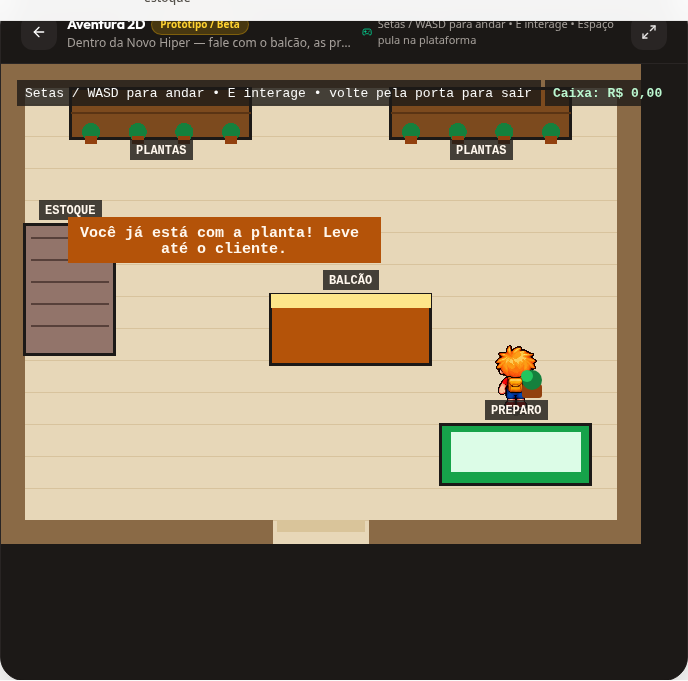 estoque
Aventura 2D Protótipo / Beta
Dentro da Novo Hiper — fale com o balcão, as pr...
Setas / WASD para andar • E interage • Espaço
pula na plataforma
Setas / WASD para andar • E interage • volte pela porta para sair
Caixa: R$ 0,00
PLANTAS
PLANTAS
ESTOQUE
Você já está com a planta! Leve
até o cliente.
BALCÃO
PREPARO